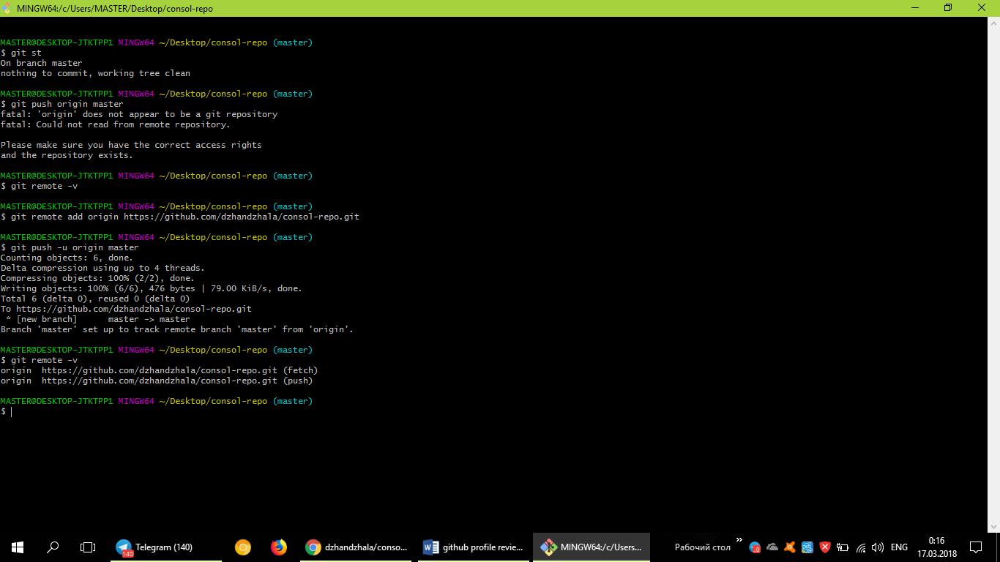 MINGW64:/c/Users/MASTER/Desktop/consol-repo
MASTER@DESKTOP-JTKTPP1 MINGW64 ~/Desktop/consol-repo (master)
$ git st
On branch master
nothing to commit, working tree clean
MASTER@DESKTOP-JTKTPP1 MINGW64 ~/Desktop/consol-repo (master)
$ git push origin master
fatal: 'origin' does not appear to be a git repository
fatal: Could not read from remote repository.
Please make sure you have the correct access rights
and the repository exists.
MASTER@DESKTOP-JTKTPP1 MINGW64 ~/Desktop/consol-repo (master)
$ git remote -v
MASTER@DESKTOP-JTKTPP1 MINGW64 ~/Desktop/consol-repo (master)
$ git remote add origin https://github.com/dzhandzhala/consol-repo.git
MASTER@DESKTOP-JTKTPP1 MINGW64 ~/Desktop/consol-repo (master)
$ git push -u origin master
Counting objects: 6, done.
Delta compression using up to 4 threads.
Compressing objects: 100% (2/2), done.
Writing objects: 100% (6/6), 476 bytes | 79.00 KiB/s, done.
Total 6 (delta 0), reused 0 (delta 0)
To https://github.com/dzhandzhala/consol-repo.git
 * [new branch]      master -> master
Branch 'master' set up to track remote branch 'master' from 'origin'.
MASTER@DESKTOP-JTKTPP1 MINGW64 ~/Desktop/consol-repo (master)
$ git remote -v
origin  https://github.com/dzhandzhala/consol-repo.git (fetch)
origin  https://github.com/dzhandzhala/consol-repo.git (push)
MASTER@DESKTOP-JTKTPP1 MINGW64 ~/Desktop/consol-repo (master)
$
140
Telegram (140)
dzhandzhala/conso...
github profile revie...
MINGW64:/c/Users...
Рабочий стол
»
ENG
0:16
17.03.2018